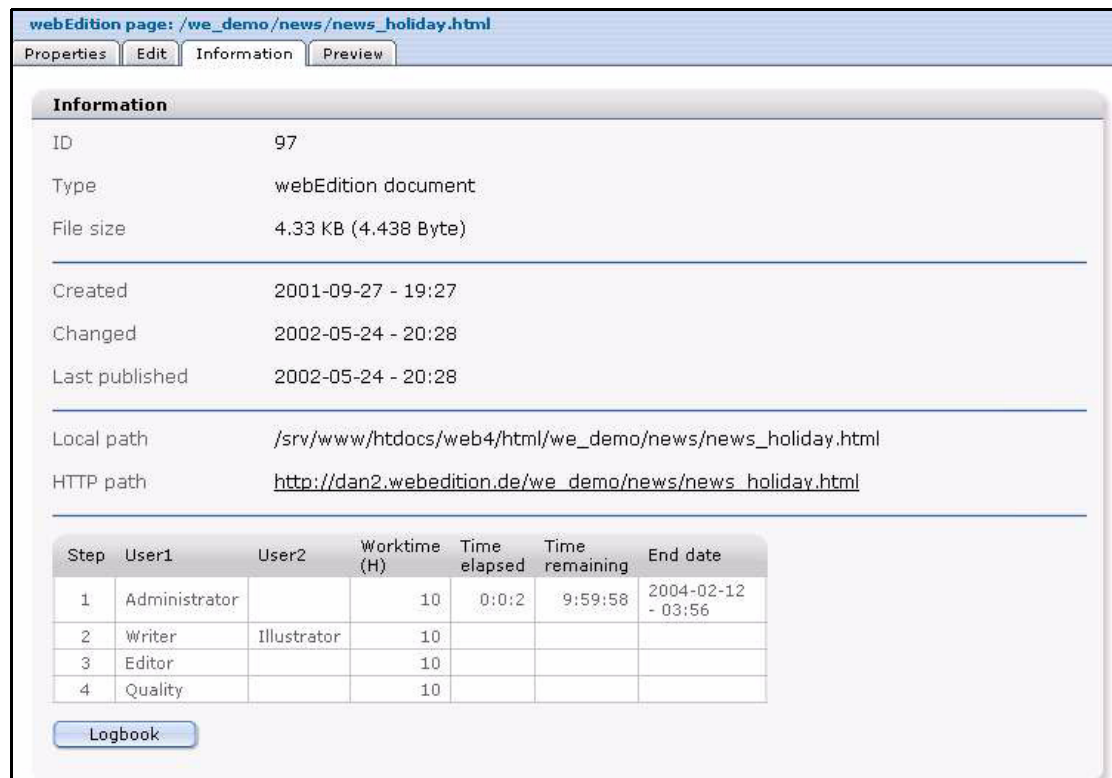 webEdition page: /we_demo/news/news_holiday.html
Properties Edit Information Preview
Information
ID 97
Type webEdition document
File size 4.33 KB (4.438 Byte)
Created 2001-09-27 - 19:27
Changed 2002-05-24 - 20:28
Last published 2002-05-24 - 20:28
Local path /srv/www/htdocs/web4/html/we_demo/news/news_holiday.html
HTTP path http://dan2.webedition.de/we_demo/news/news_holiday.html
Step User1 User2 Worktime (H) Time elapsed Time remaining End date
1 Administrator 10 0:0:2 9:59:58 2004-02-12 - 03:56
2 Writer Illustrator 10
3 Editor 10
4 Quality 10
Logbook